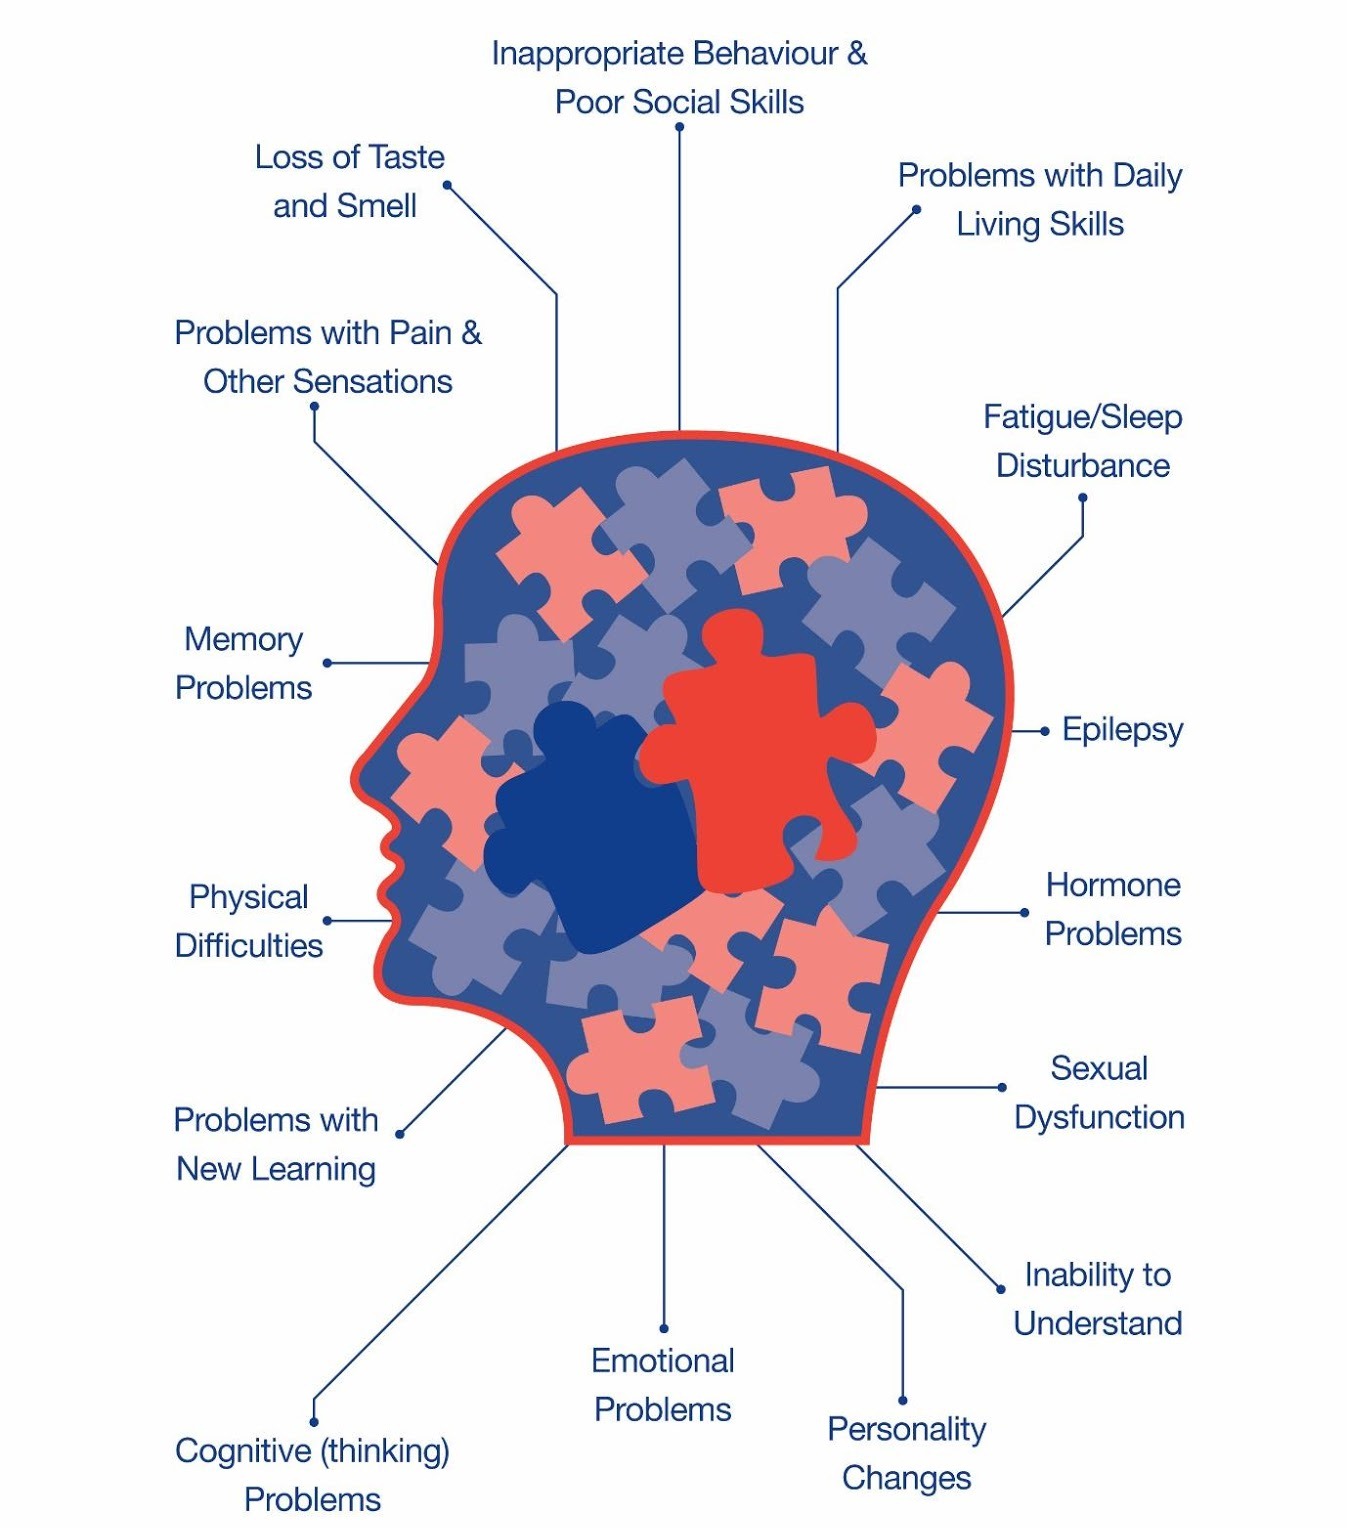 Inappropriate Behaviour &
Poor Social Skills
Loss of Taste
and Smell
Problems with Daily
Living Skills
Problems with Pain &
Other Sensations
Fatigue/Sleep
Disturbance
Memory
Problems
Epilepsy
Physical
Difficulties
Hormone
Problems
Problems with
New Learning
Sexual
Dysfunction
Inability to
Understand
Emotional
Problems
Personality
Changes
Cognitive (thinking)
Problems